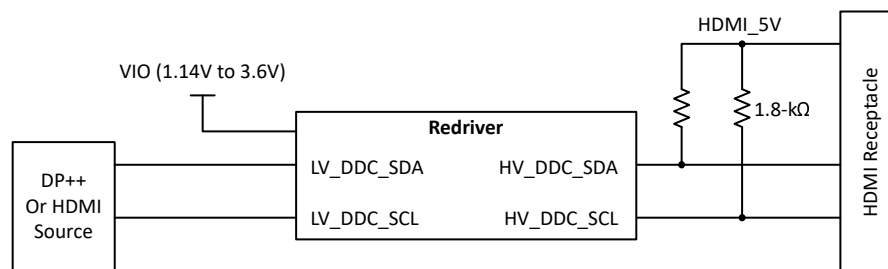 HDMI_5V
VIO (1.14V to 3.6V)
1.8-kΩ
Redriver
LV_DDC_SDA
HV_DDC_SDA
LV_DDC_SCL
HV_DDC_SCL
DP++
Or HDMI
Source
HDMI Receptacle